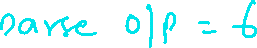 parse O/P = 6